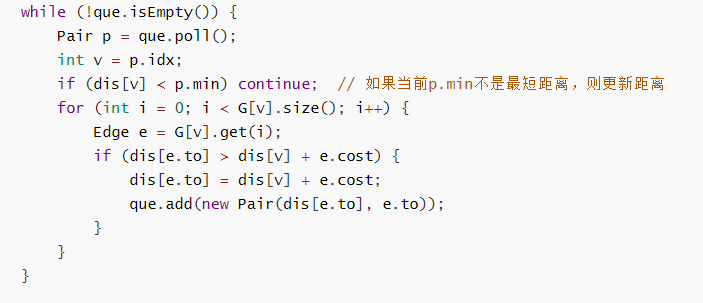 while (!que.isEmpty()) {
    Pair p = que.poll();
    int v = p.idx;
    if (dis[v] < p.min) continue;  // 如果当前p.min不是最短距离，则更新距离
    for (int i = 0; i < G[v].size(); i++) {
        Edge e = G[v].get(i);
        if (dis[e.to] > dis[v] + e.cost) {
            dis[e.to] = dis[v] + e.cost;
            que.add(new Pair(dis[e.to], e.to));
        }
    }
}